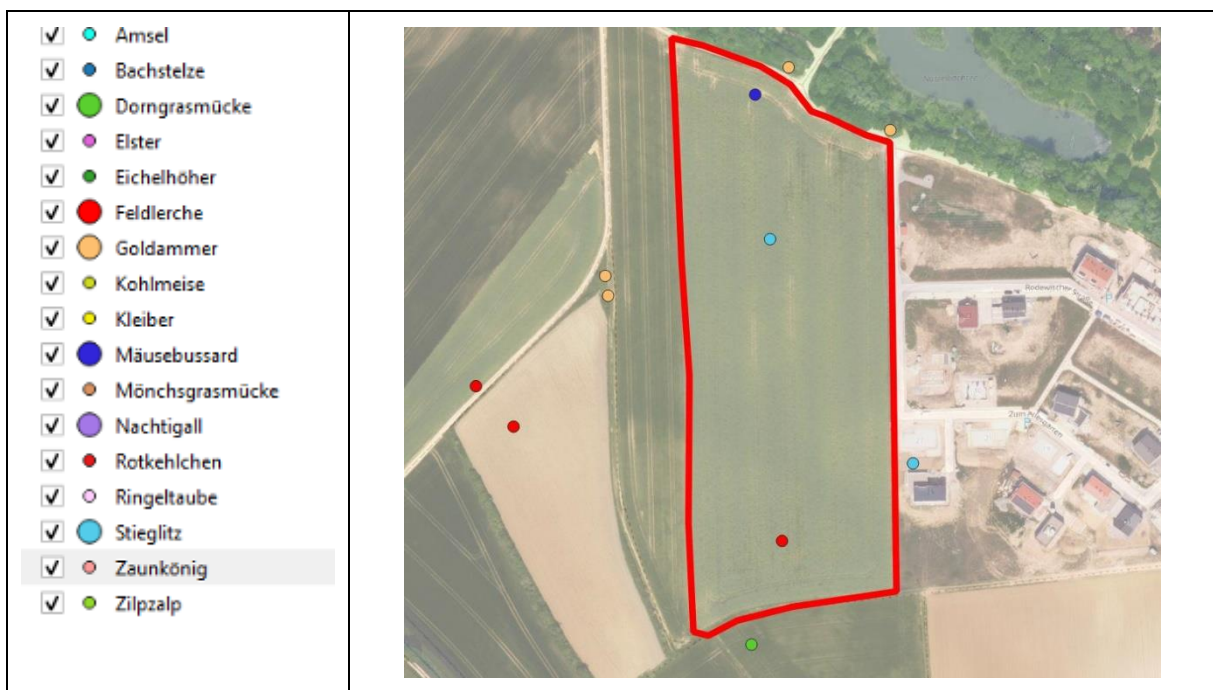 Amsel
Bachstelze
Dorngrasmücke
Elster
Eichelhöher
Feldlerche
Goldammer
Kohlmeise
Kleiber
Mäusebussard
Mönchsgrasmücke
Nachtigall
Rotkehlchen
Ringeltaube
Stieglitz
Zaunkönig
Zilpzalp
P
P